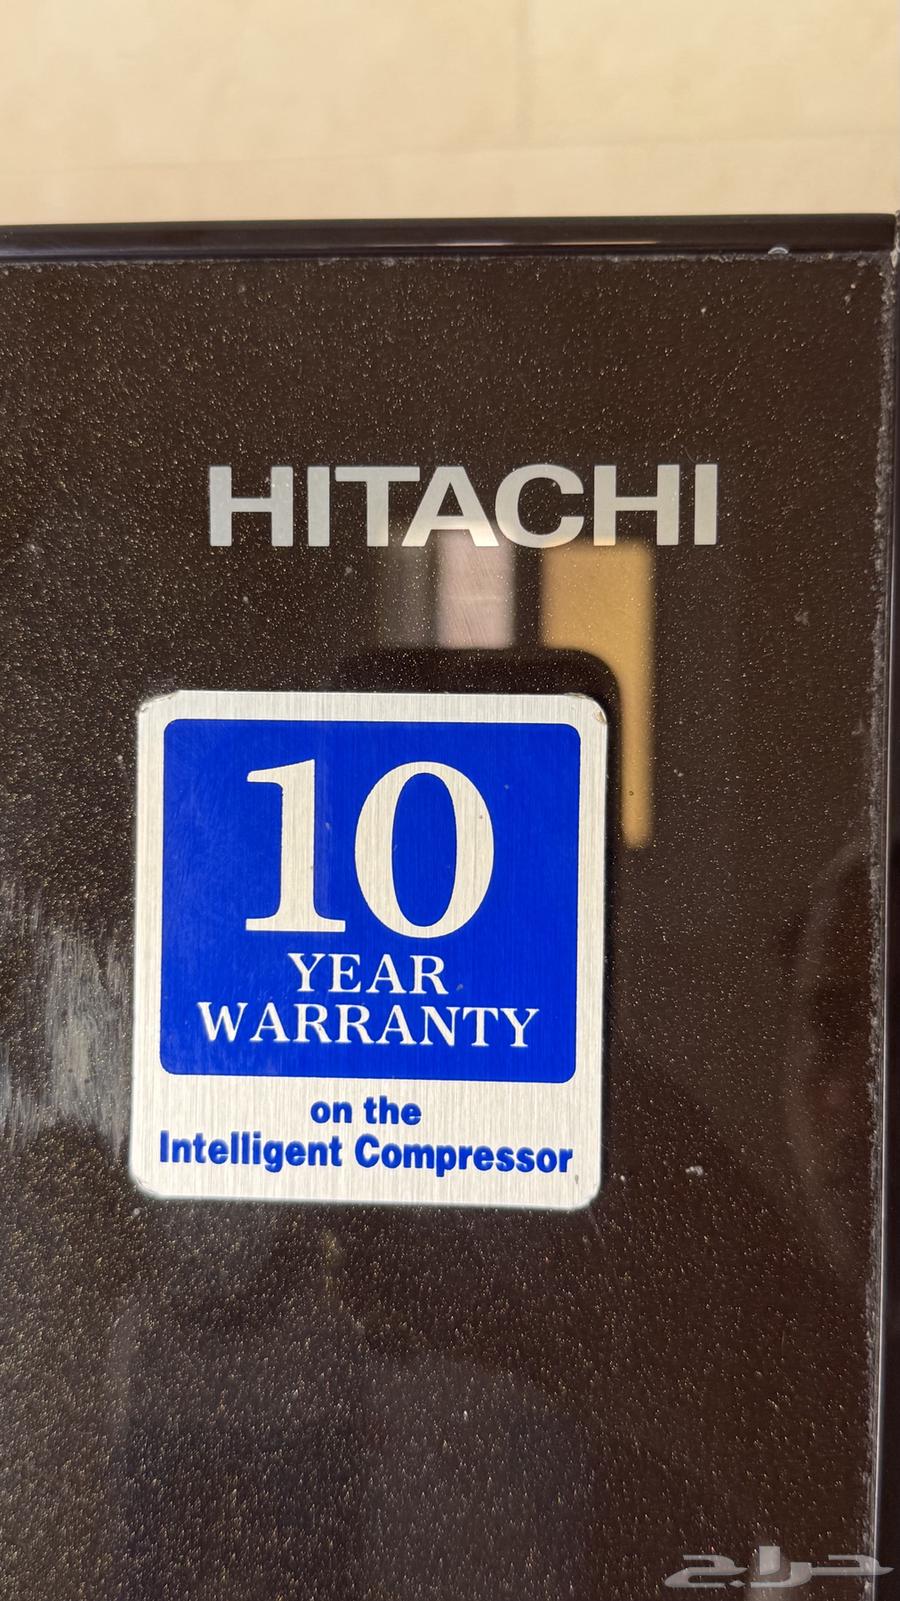 HITACHI
10
YEAR
WARRANTY
on the
Intelligent Compressor
حراج